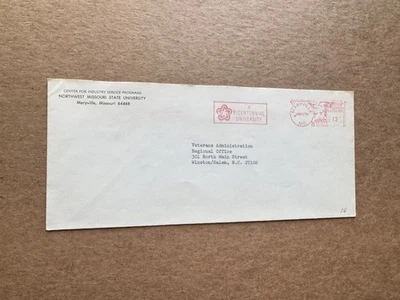 CENTER FOR INDUSTRY SERVICE PROGRAMS
NORTHWEST MISSOURI STATE UNIVERSITY
Maryville, Missouri 64468
A
BICENTENNIAL
UNIVERSITY
Veterans Administration
Regional Office
301 North Main Street
Winston/Salem, N.C. 27102